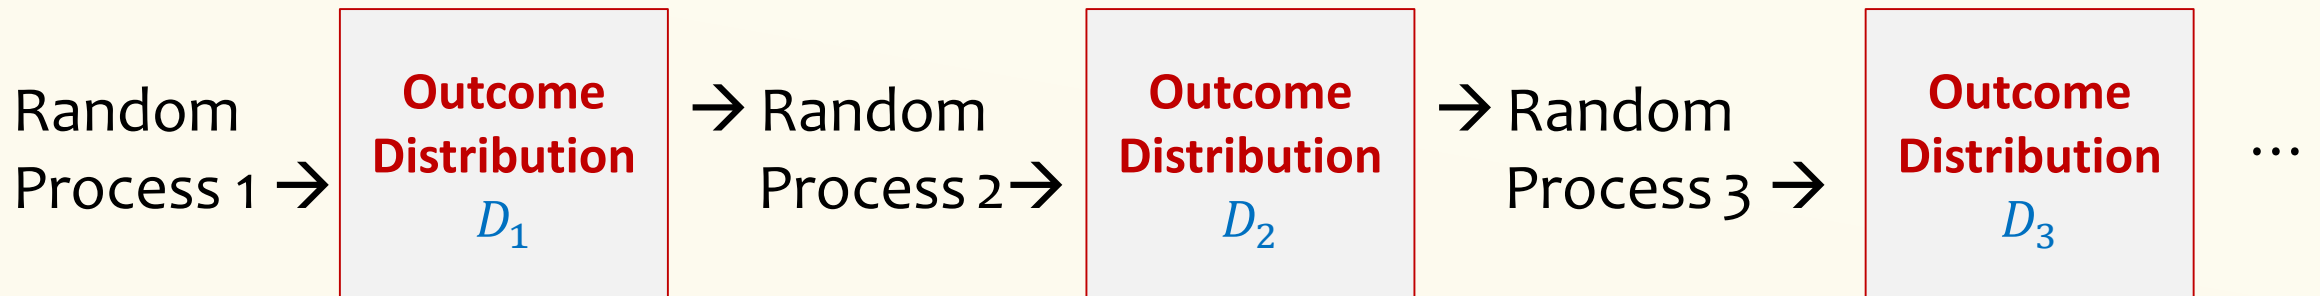 Random
Process 1 →
Outcome
Distribution
D₁
→ Random
Process 2→
Outcome
Distribution
D₂
→ Random
Process 3 →
Outcome
Distribution
D₃
…